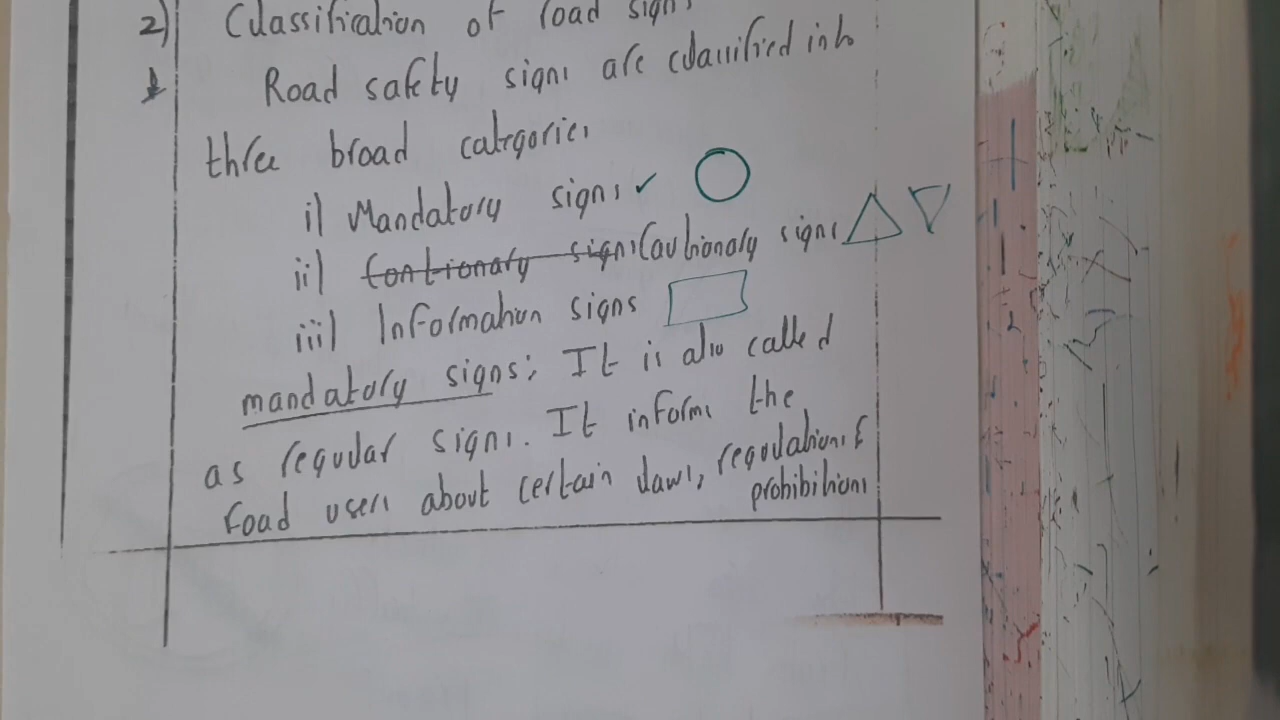 2) Classification of road signs
Road safety signs are classified into
three broad categories
i) Mandatory signs
ii) Contionary signs Cautionary signs
iii) Information signs
mandatory signs; It is also called
as regular signs. It informs the
road users about certain laws, regulations &
prohibitions